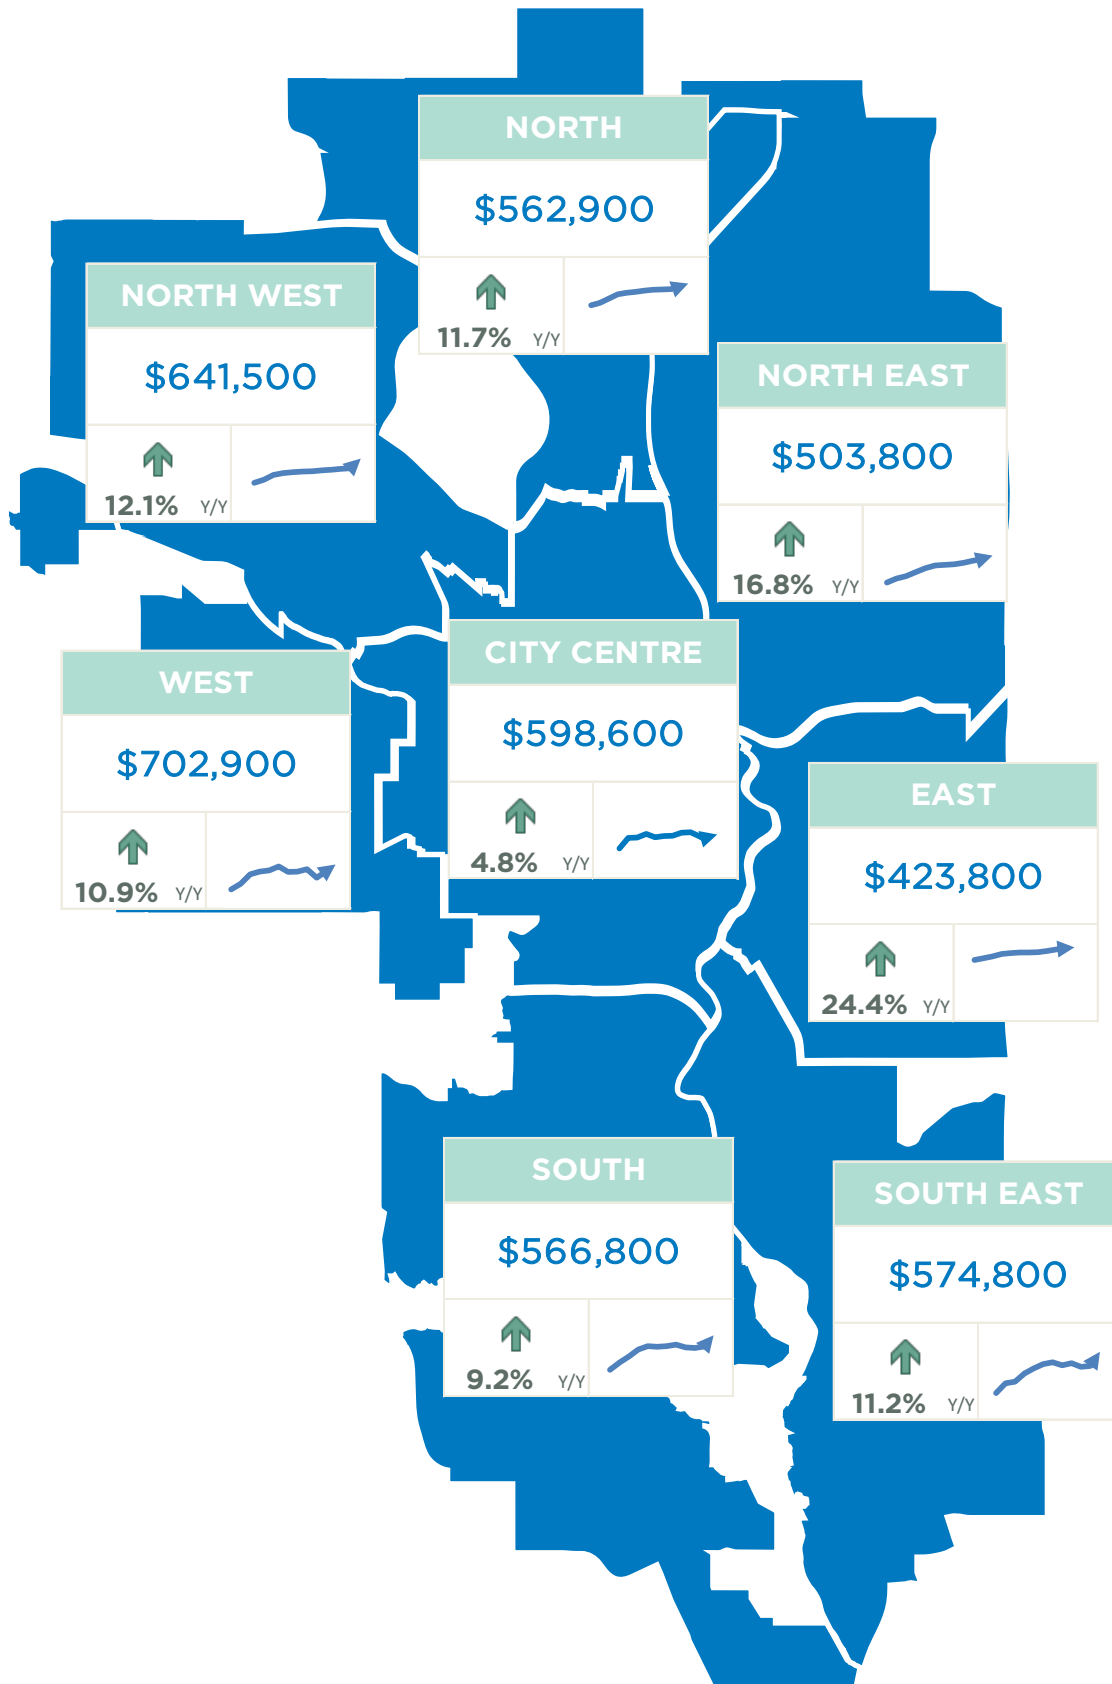 NORTH
$562,900
11.7% Y/Y
NORTH WEST
$641,500
12.1% Y/Y
NORTH EAST
$503,800
16.8% Y/Y
CITY CENTRE
$598,600
4.8% Y/Y
WEST
$702,900
10.9% Y/Y
EAST
$423,800
24.4% Y/Y
SOUTH
$566,800
9.2% Y/Y
SOUTH EAST
$574,800
11.2% Y/Y